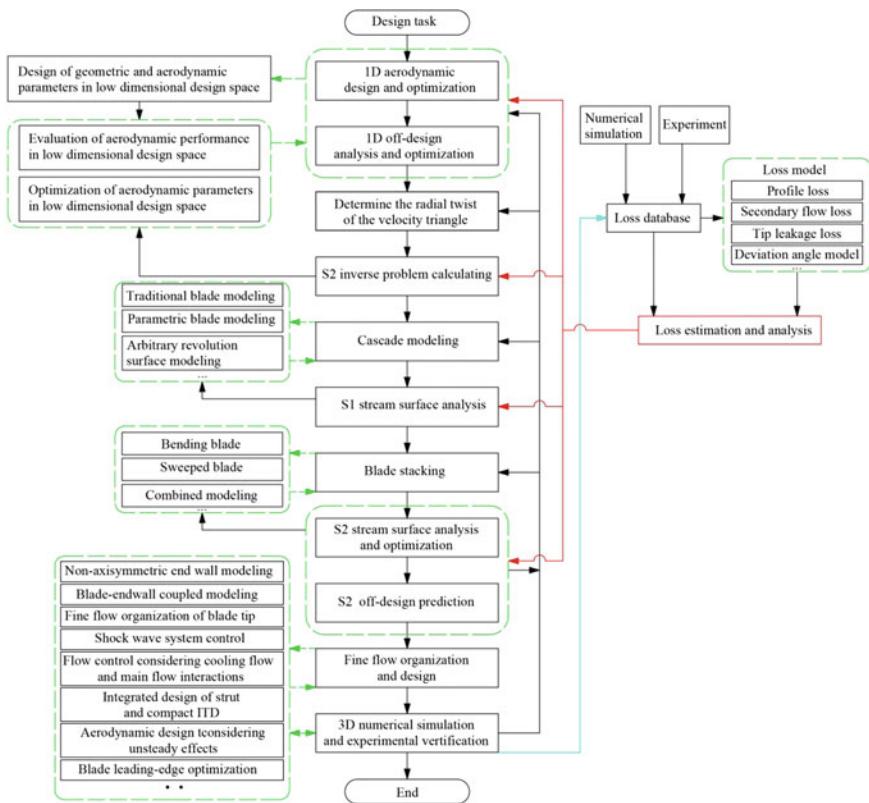 Design task
Design of geometric and aerodynamic
parameters in low dimensional design space
1D aerodynamic
design and optimization
Evaluation of aerodynamic performance
in low dimensional design space
Optimization of aerodynamic parameters
in low dimensional design space
1D off-design
analysis and optimization
Determine the radial twist
of the velocity triangle
S2 inverse problem calculating
Traditional blade modeling
Parametric blade modeling
Arbitrary revolution
surface modeling
...
Cascade modeling
S1 stream surface analysis
Bending blade
Sweeped blade
Combined modeling
...
Blade stacking
S2 stream surface analysis
and optimization
S2 off-design prediction
Non-axisymmetric end wall modeling
Blade-endwall coupled modeling
Fine flow organization of blade tip
Shock wave system control
Flow control considering cooling flow
and main flow interactions
Integrated design of strut
and compact ITD
Aerodynamic design tconsidering
unsteady effects
Blade leading-edge optimization
. .
Fine flow organization
and design
3D numerical simulation
and experimental vertification
End
Numerical
simulation
Experiment
Loss database
Loss model
Profile loss
Secondary flow loss
Tip leakage loss
Deviation angle model
...
Loss estimation and analysis